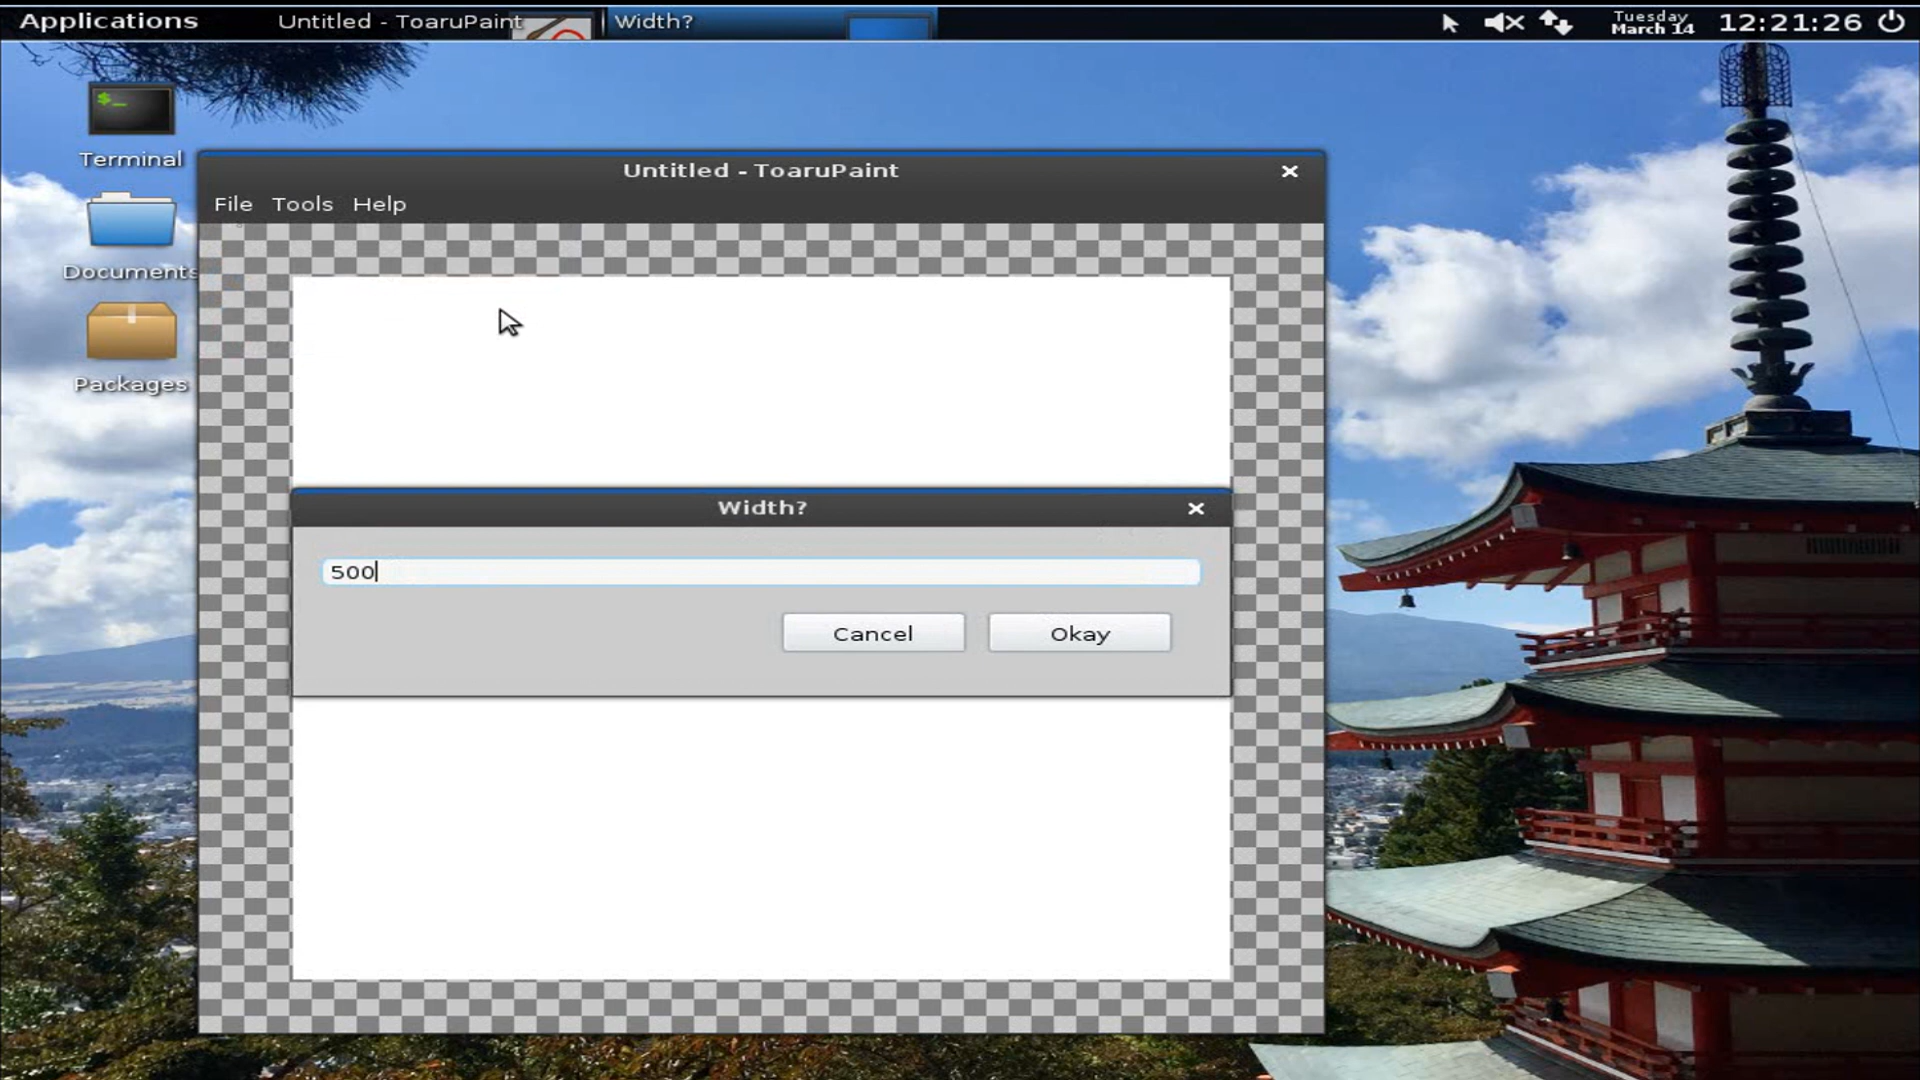 Applications Untitled - ToaruPaint Width? Tuesday March 14 12:21:26
$_
Terminal
Documents
Packages
Untitled - ToaruPaint
File Tools Help
Width?
500
Cancel Okay